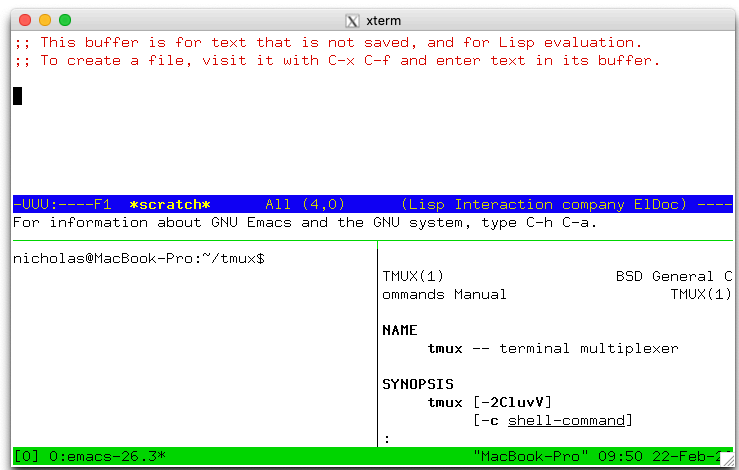 xterm
;; This buffer is for text that is not saved, and for Lisp evaluation.
;; To create a file, visit it with C-x C-f and enter text in its buffer.
-UUU:----F1  *scratch*      All (4,0)      (Lisp Interaction company ElDoc) ----
For information about GNU Emacs and the GNU system, type C-h C-a.
nicholas@MacBook-Pro:~/tmux$
TMUX(1)                   BSD General C
ommands Manual                  TMUX(1)
NAME
     tmux -- terminal multiplexer
SYNOPSIS
     tmux [-2CluvV]
          [-c shell-command]
:
[0] 0:emacs-26.3*                                  "MacBook-Pro" 09:50 22-Feb-2